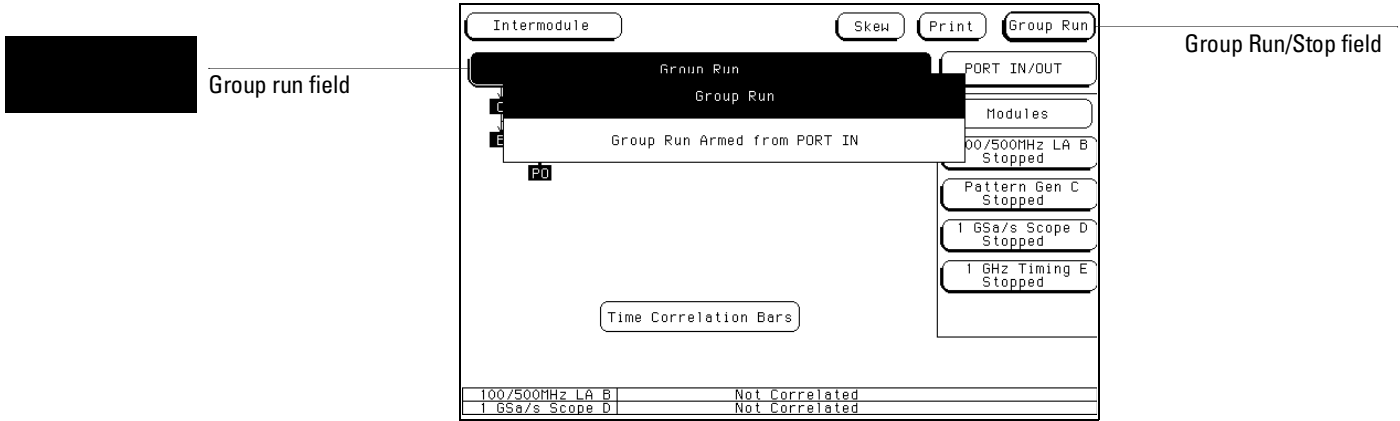 Intermodule
Skew
Print
Group Run
Group Run/Stop field
Group run field
Group Run
PORT IN/OUT
Group Run
Modules
Group Run Armed from PORT IN
00/500MHz LA B
Stopped
PO
Pattern Gen C
Stopped
1 GSa/s Scope D
Stopped
1 GHz Timing E
Stopped
Time Correlation Bars
100/500MHz LA B
Not Correlated
1 GSa/s Scope D
Not Correlated